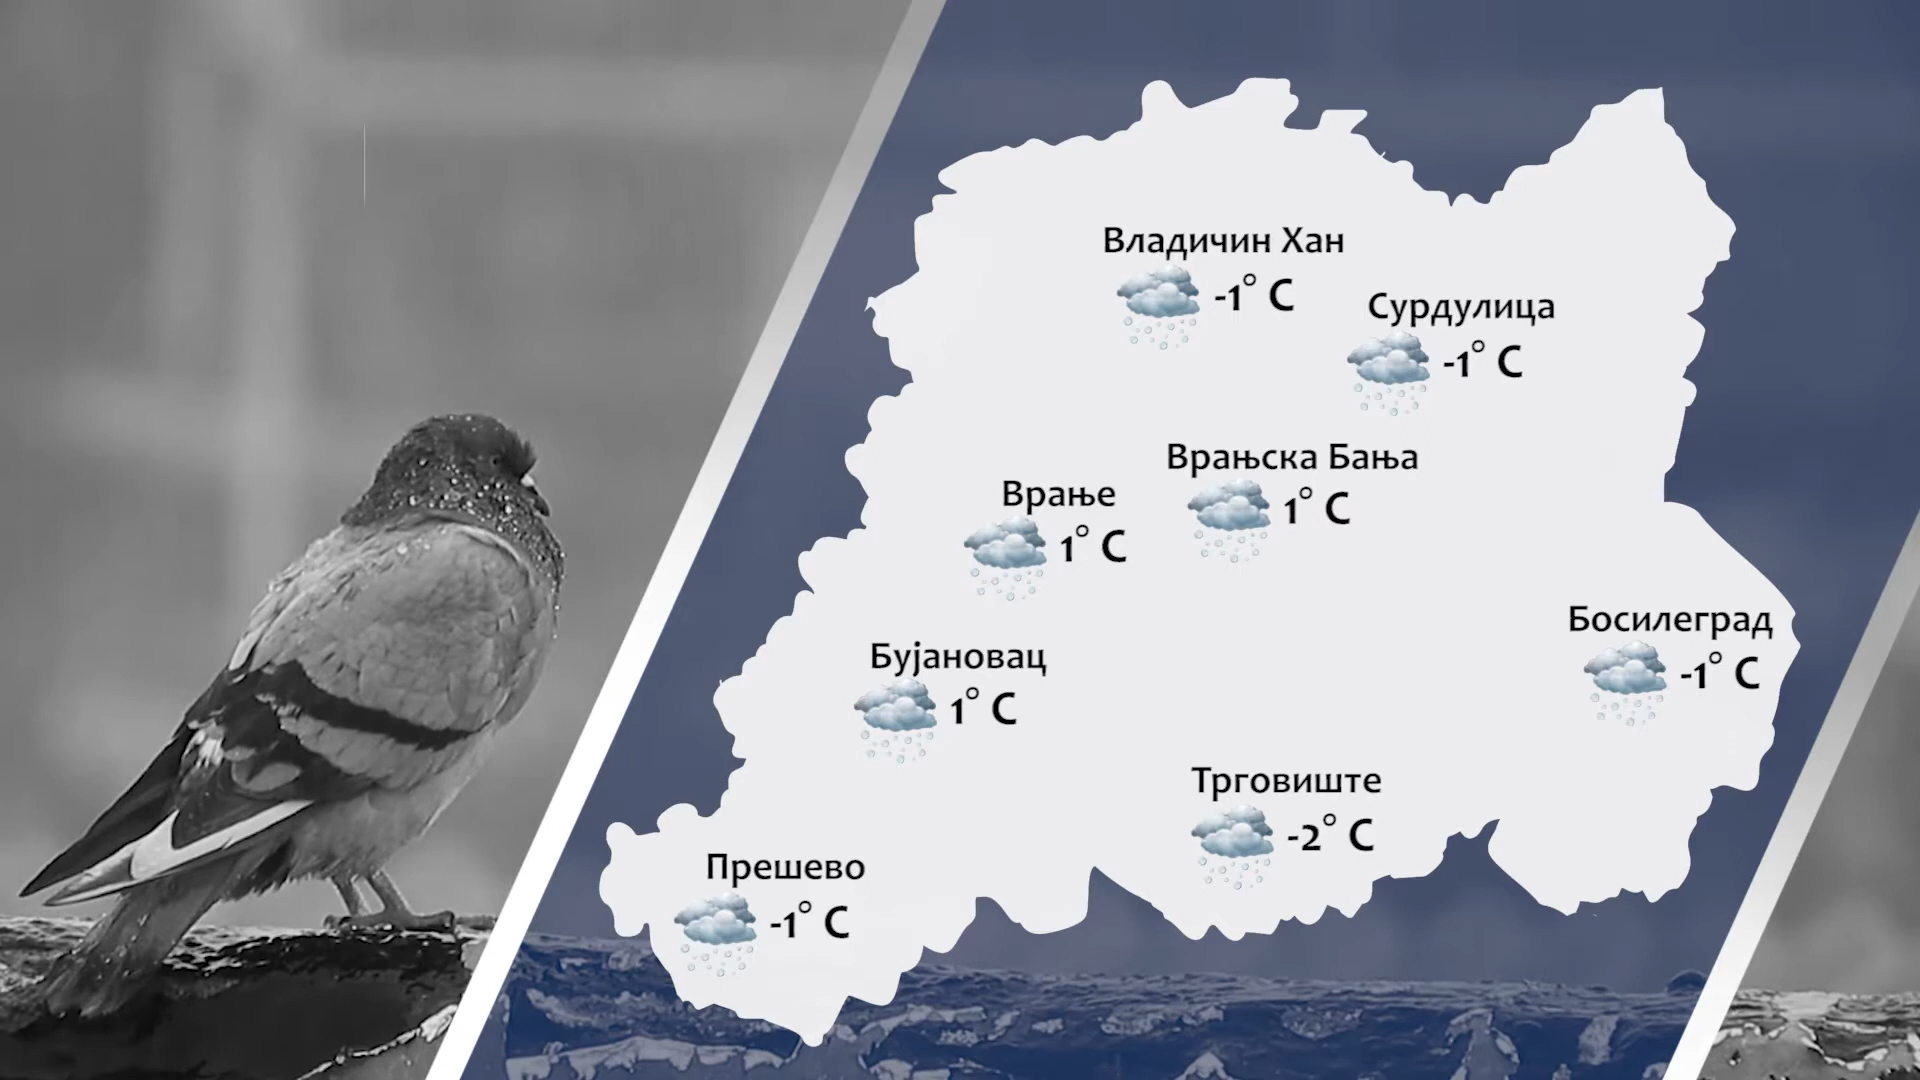 Владичин Хан
-1° C
Сурдулица
-1° C
Врањска Бања
1° C
Врање
1° C
Босилеград
-1° C
Бујановац
1° C
Трговиште
-2° C
Прешево
-1° C